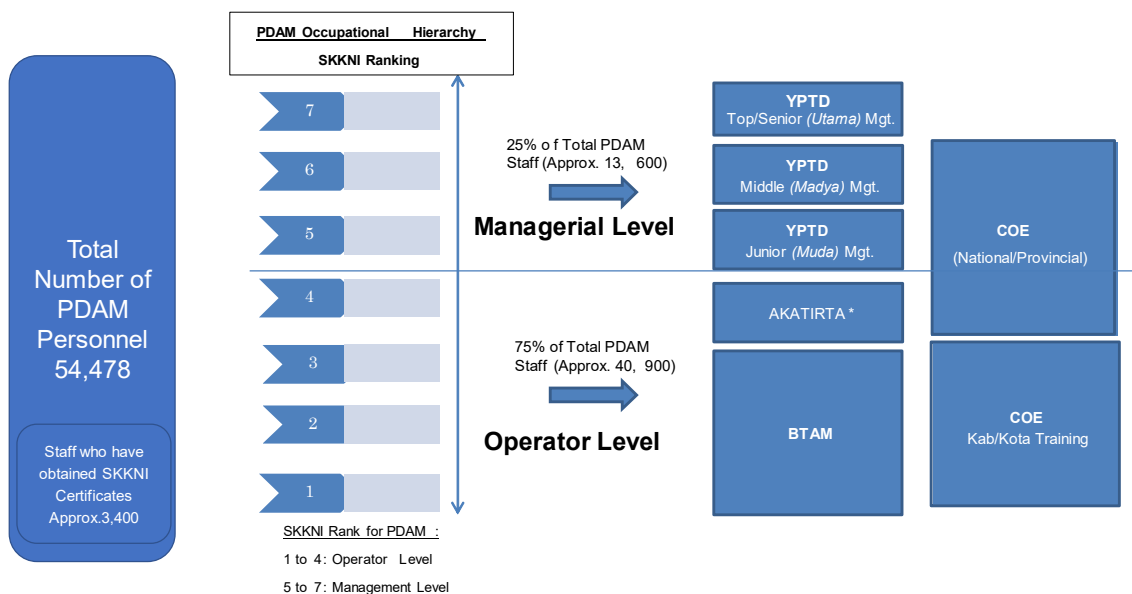 PDAM Occupational Hierarchy
SKKNI Ranking
Total
Number of
PDAM
Personnel
54,478
Staff who have
obtained SKKNI
Certificates
Approx.3,400
7
6
5
4
3
2
1
SKKNI Rank for PDAM :
1 to 4: Operator Level
5 to 7: Management Level
25% o f Total PDAM
Staff (Approx. 13, 600)
Managerial Level
75% of Total PDAM
Staff (Approx. 40, 900)
Operator Level
YPTD
Top/Senior (Utama) Mgt.
YPTD
Middle (Madya) Mgt.
YPTD
Junior (Muda) Mgt.
AKATIRTA *
BTAM
COE
(National/Provincial)
COE
Kab/Kota Training